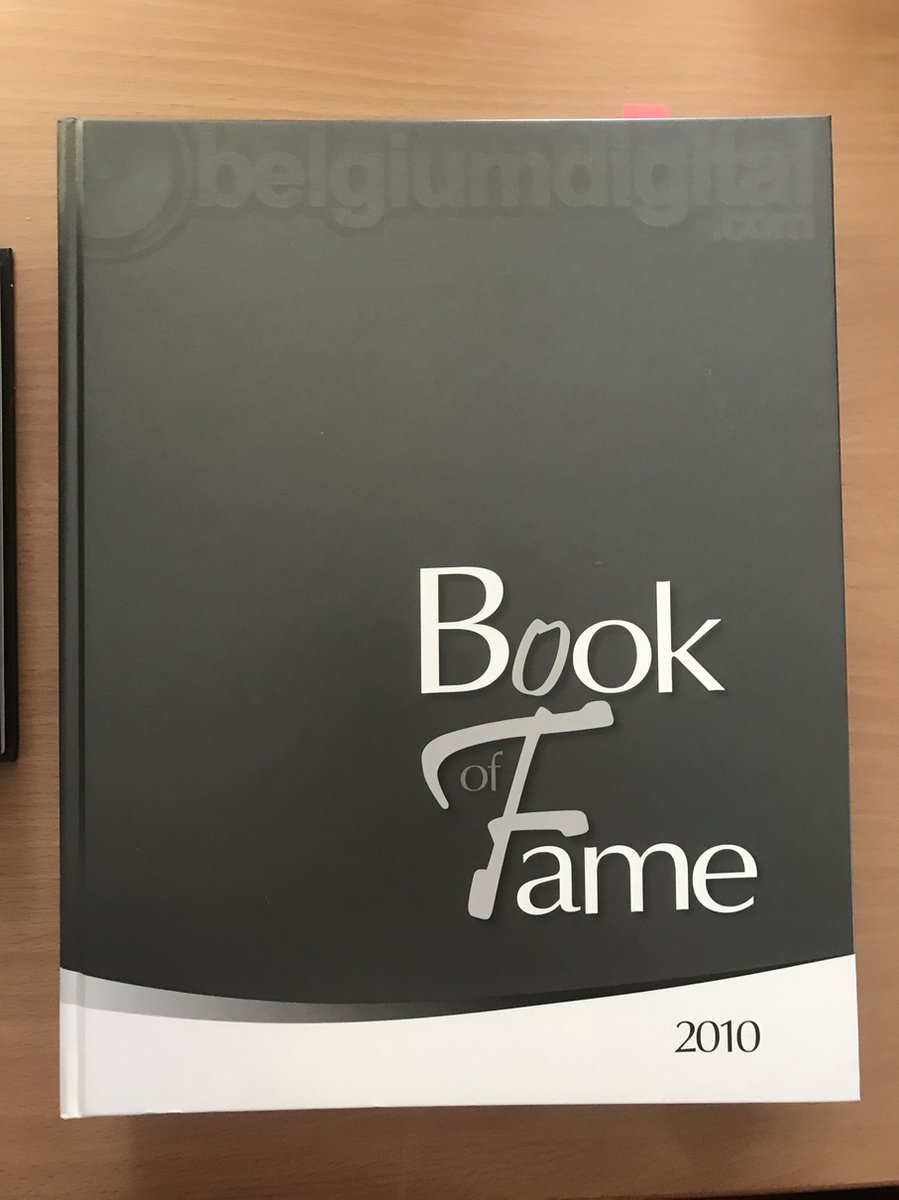 belgiumdigital
.com
Book
of
Fame
2010